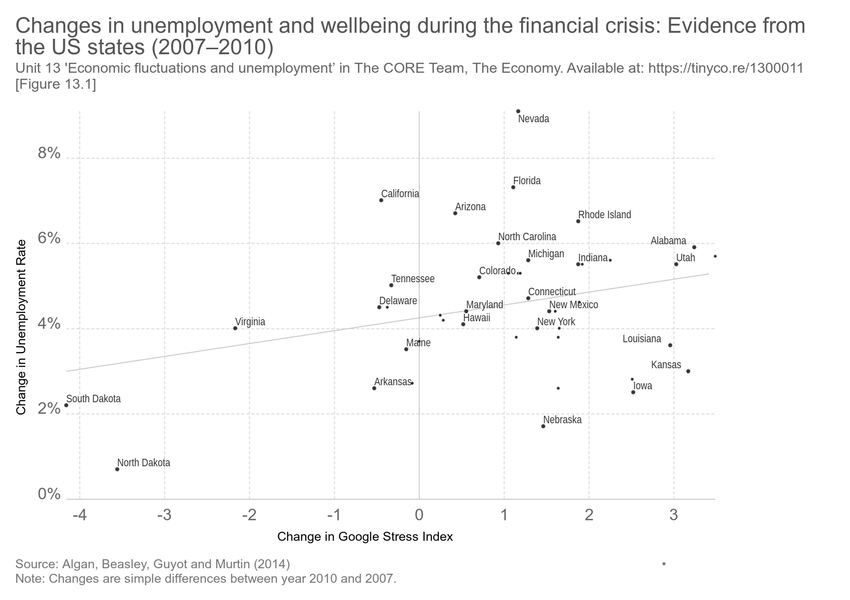 Changes in unemployment and wellbeing during the financial crisis: Evidence from
the US states (2007–2010)
Unit 13 'Economic fluctuations and unemployment' in The CORE Team, The Economy. Available at: https://tinyco.re/1300011
[Figure 13.1]
Nevada
8%
Florida
California
Arizona
Rhode Island
6%
North Carolina
Alabama
Michigan
Indiana
Utah
Colorado
Tennessee
Connecticut
Delaware
Maryland
New Mexico
Hawaii
New York
Virginia
4%
Maine
Louisiana
Kansas
Arkansas
Iowa
South Dakota
2%
Nebraska
North Dakota
0%
-4 -3 -2 -1 0 1 2 3
Change in Unemployment Rate
Change in Google Stress Index
Source: Algan, Beasley, Guyot and Murtin (2014)
Note: Changes are simple differences between year 2010 and 2007.